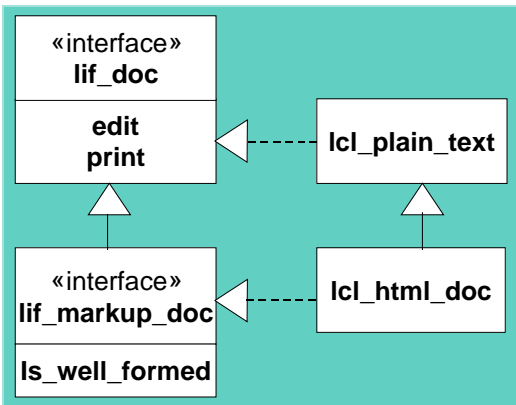 «interface»
lif_doc
edit
print
lcl_plain_text
«interface»
lif_markup_doc
Is_well_formed
lcl_html_doc